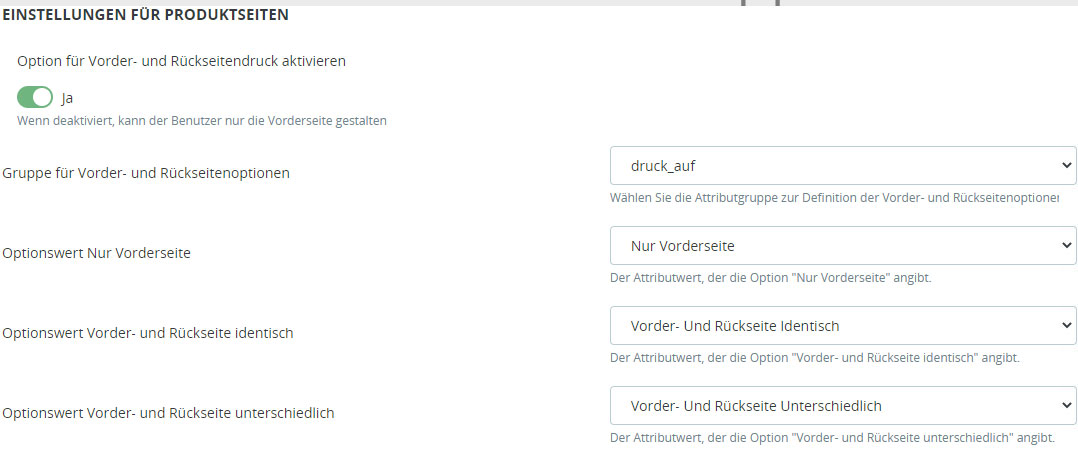 EINSTELLUNGEN FÜR PRODUKTSEITEN
Option für Vorder- und Rückseitendruck aktivieren
Ja
Wenn deaktiviert, kann der Benutzer nur die Vorderseite gestalten
Gruppe für Vorder- und Rückseitenoptionen
druck_auf
Wählen Sie die Attributgruppe zur Definition der Vorder- und Rückseitenoptionen
Optionswert Nur Vorderseite
Nur Vorderseite
Der Attributwert, der die Option "Nur Vorderseite" angibt.
Optionswert Vorder- und Rückseite identisch
Vorder- Und Rückseite Identisch
Der Attributwert, der die Option "Vorder- und Rückseite identisch" angibt.
Optionswert Vorder- und Rückseite unterschiedlich
Vorder- Und Rückseite Unterschiedlich
Der Attributwert, der die Option "Vorder- und Rückseite unterschiedlich" angibt.